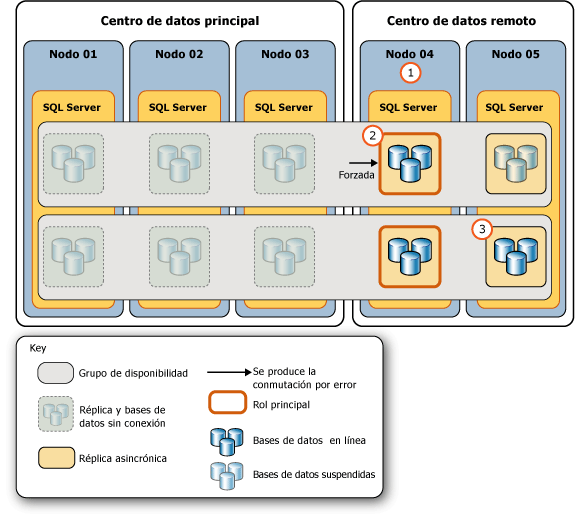 Centro de datos principal
Centro de datos remoto
Nodo 01
Nodo 02
Nodo 03
Nodo 04
Nodo 05
1
SQL Server
SQL Server
SQL Server
SQL Server
SQL Server
2
Forzada
3
Key
Grupo de disponibilidad
Réplica y bases de
datos sin conexión
Réplica asincrónica
Se produce la
conmutación por error
Rol principal
Bases de datos en línea
Bases de datos suspendidas